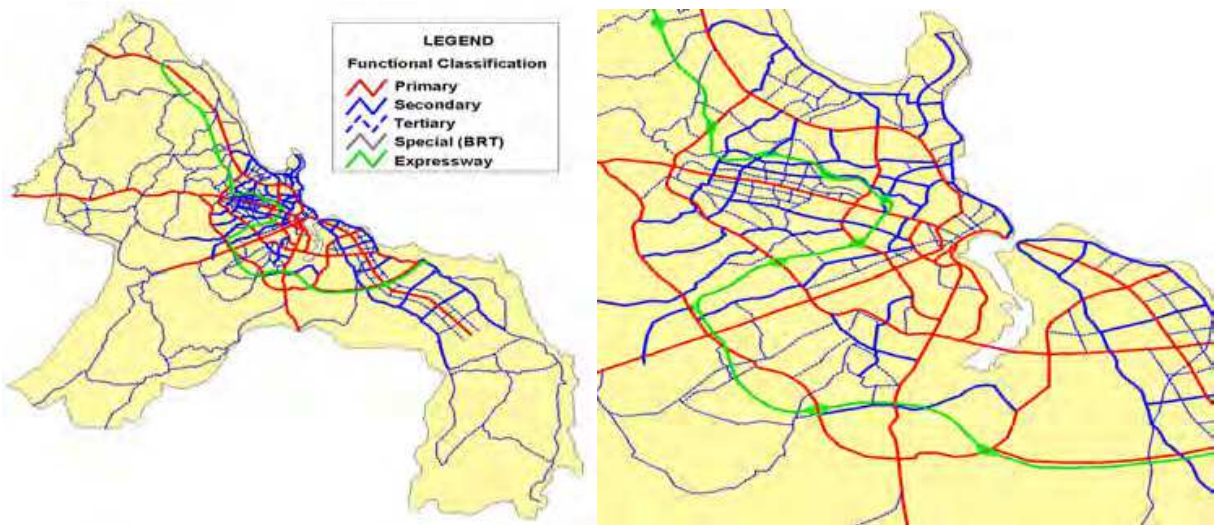 LEGEND
Functional Classification
Primary
Secondary
Tertiary
Special (BRT)
Expressway